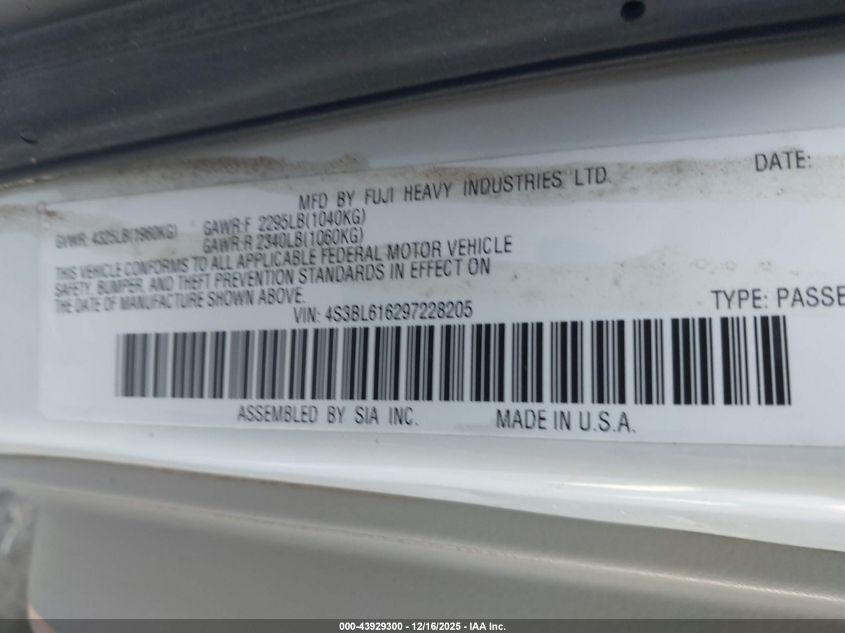 DATE:
MFD BY FUJI HEAVY INDUSTRIES LTD.
GVWR: 4325LB(1960KG) GAWR:F 2295LB(1040KG)
GAWR:R 2340LB(1060KG)
THIS VEHICLE CONFORMS TO ALL APPLICABLE FEDERAL MOTOR VEHICLE
SAFETY, BUMPER, AND THEFT PREVENTION STANDARDS IN EFFECT ON
THE DATE OF MANUFACTURE SHOWN ABOVE.
VIN: 4S3BL616297228205 TYPE: PASSE
ASSEMBLED BY SIA INC. MADE IN U.S.A.
000-43929300 - 12/16/2025 - IAA Inc.